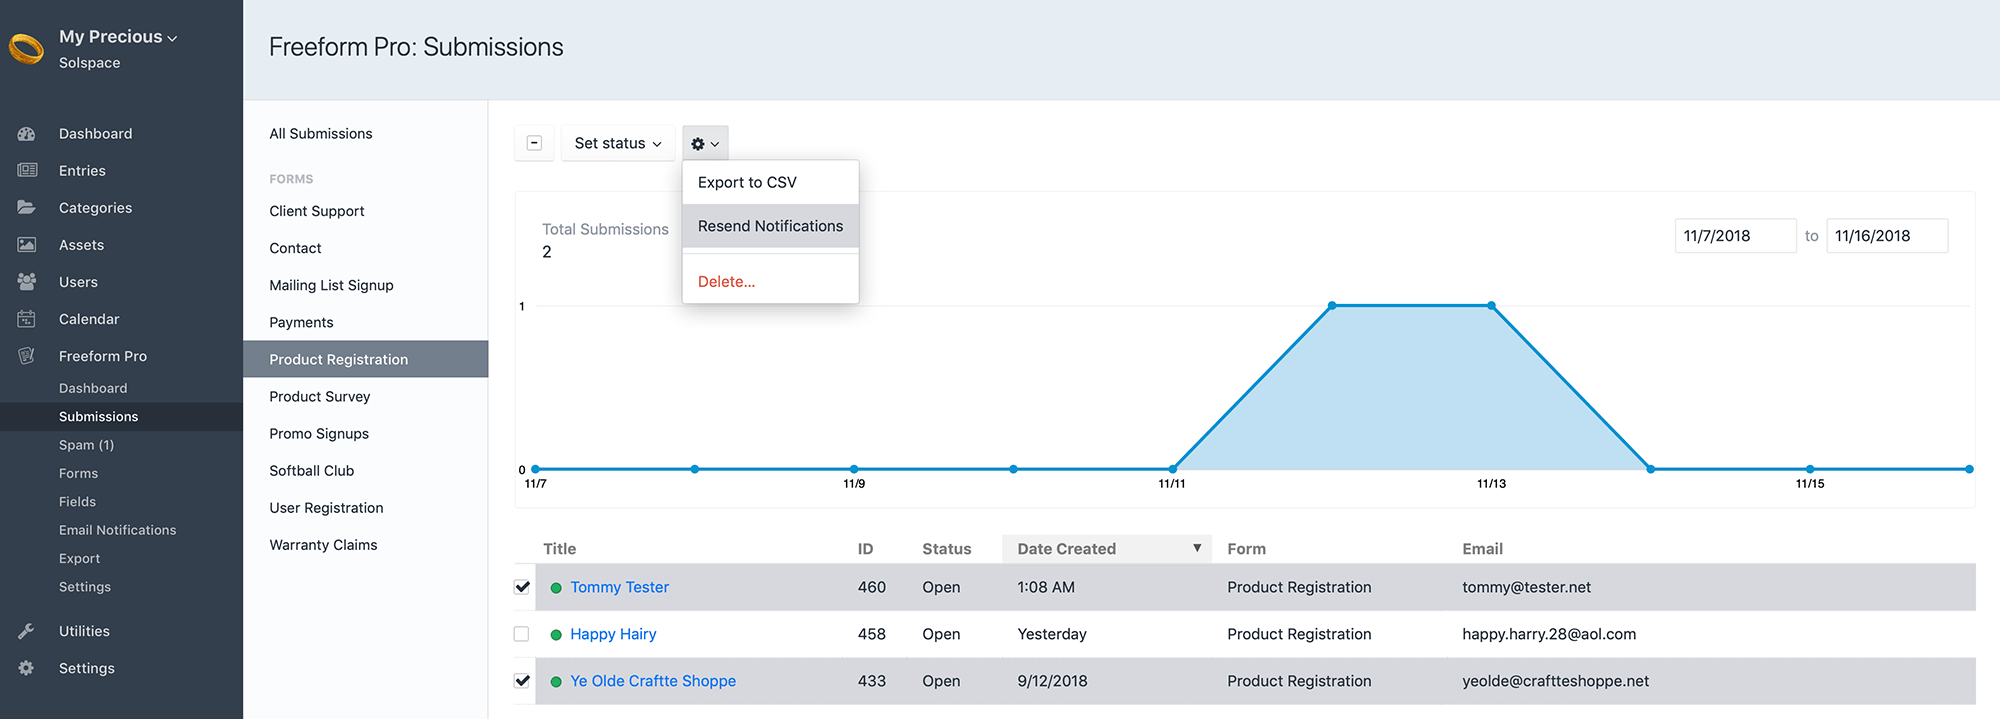 My Precious
Solspace
Dashboard
Entries
Categories
Assets
Users
Calendar
Freeform Pro
Dashboard
Submissions
Spam (1)
Forms
Fields
Email Notifications
Export
Settings
Utilities
Settings
Freeform Pro: Submissions
All Submissions
FORMS
Client Support
Contact
Mailing List Signup
Payments
Product Registration
Product Survey
Promo Signups
Softball Club
User Registration
Warranty Claims
Set status
Export to CSV
Resend Notifications
Delete...
Total Submissions
2
11/7/2018 to 11/16/2018
1
0
11/7 11/9 11/11 11/13 11/15
Title ID Status Date Created Form Email
Tommy Tester 460 Open 1:08 AM Product Registration tommy@tester.net
Happy Hairy 458 Open Yesterday Product Registration happy.harry.28@aol.com
Ye Olde Craftte Shoppe 433 Open 9/12/2018 Product Registration yeolde@craftteshoppe.net